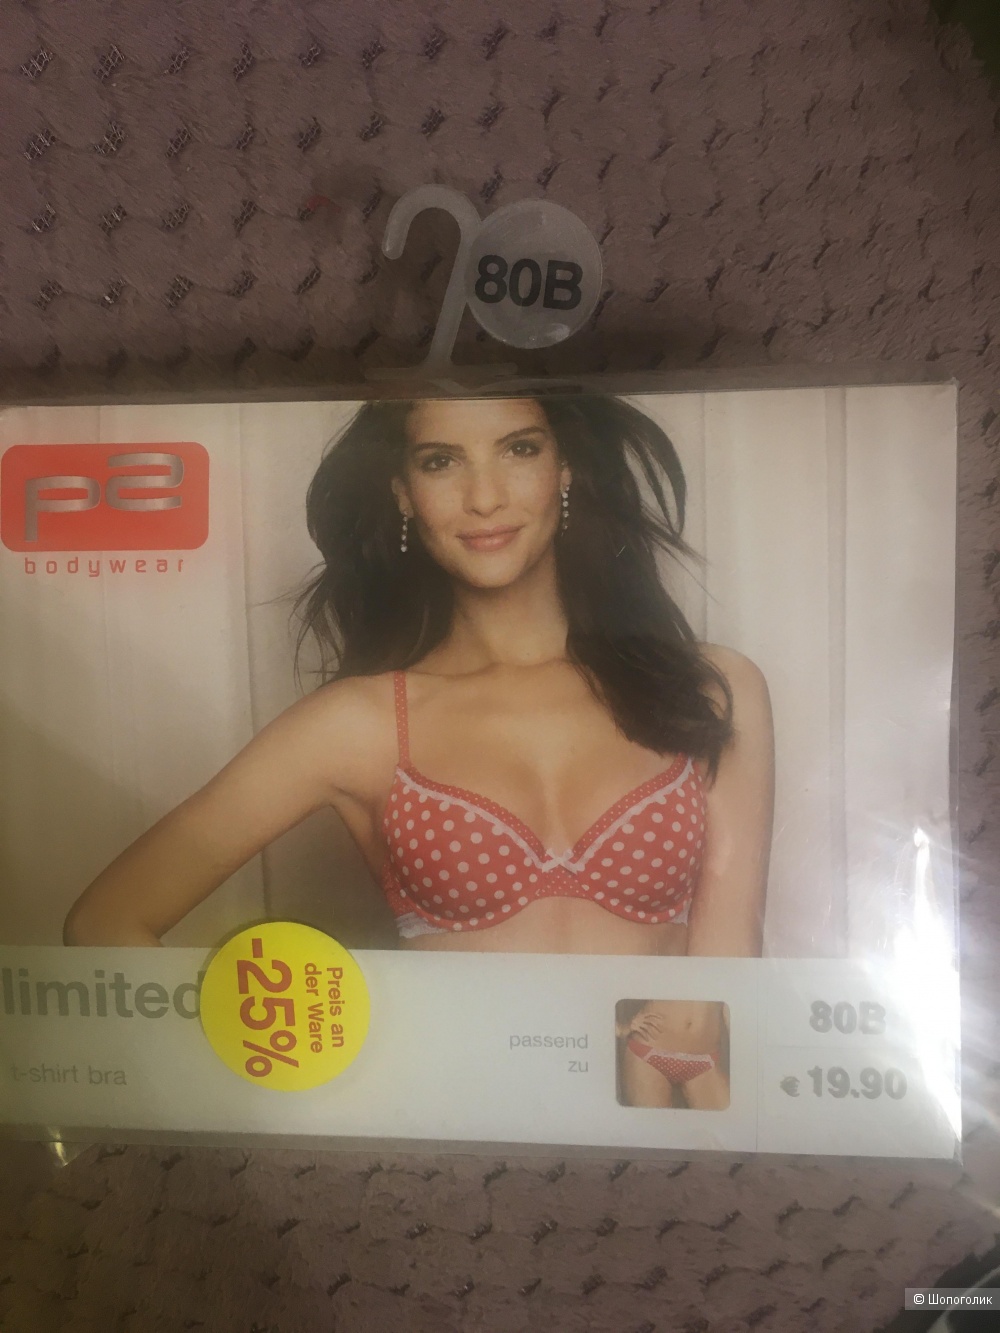 80B
p2
bodywear
limited
t-shirt bra
Preis an
der Ware
-25%
passend
zu
80B
€ 19.90
© Шопоголик